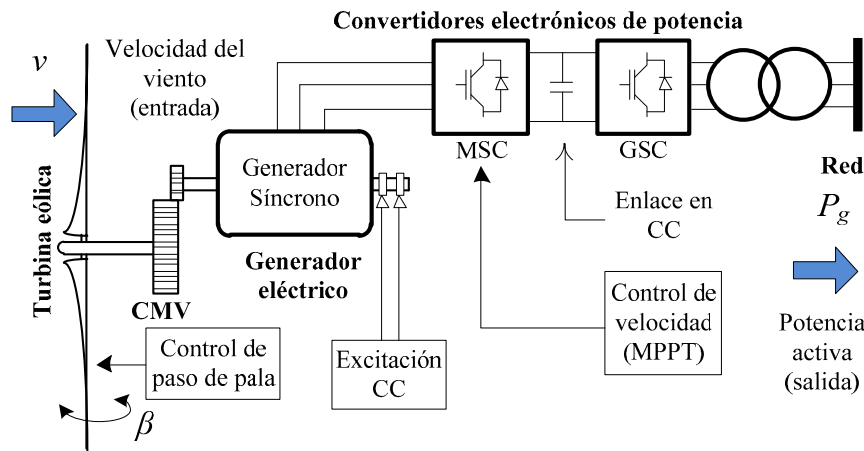 Convertidores electrónicos de potencia
v
Velocidad del
viento
(entrada)
Turbina eólica
Generador
Síncrono
Generador
eléctrico
CMV
MSC
GSC
Enlace en
CC
Red
P_g
Potencia
activa
(salida)
Control de
velocidad
(MPPT)
Control de
paso de pala
Excitación
CC
β